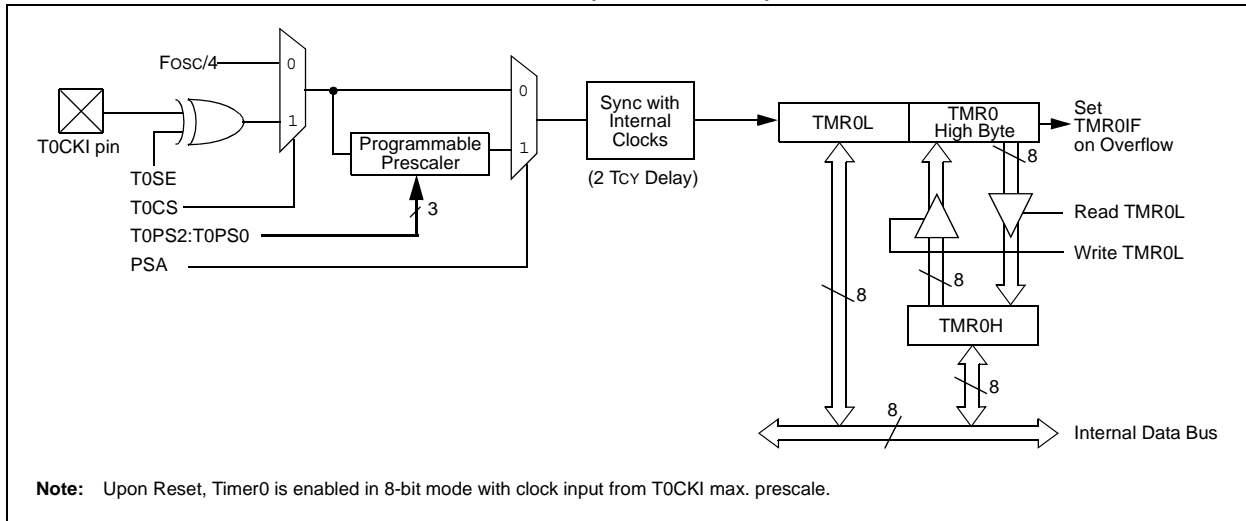 FOSC/4
0
1
T0CKI pin
T0SE
T0CS
T0PS2:T0PS0
PSA
Programmable
Prescaler
3
0
1
Sync with
Internal
Clocks
(2 TCY Delay)
TMR0L
TMR0
High Byte
Set
TMR0IF
on Overflow
8
Read TMR0L
Write TMR0L
8
8
TMR0H
8
8
Internal Data Bus
Note: Upon Reset, Timer0 is enabled in 8-bit mode with clock input from T0CKI max. prescale.